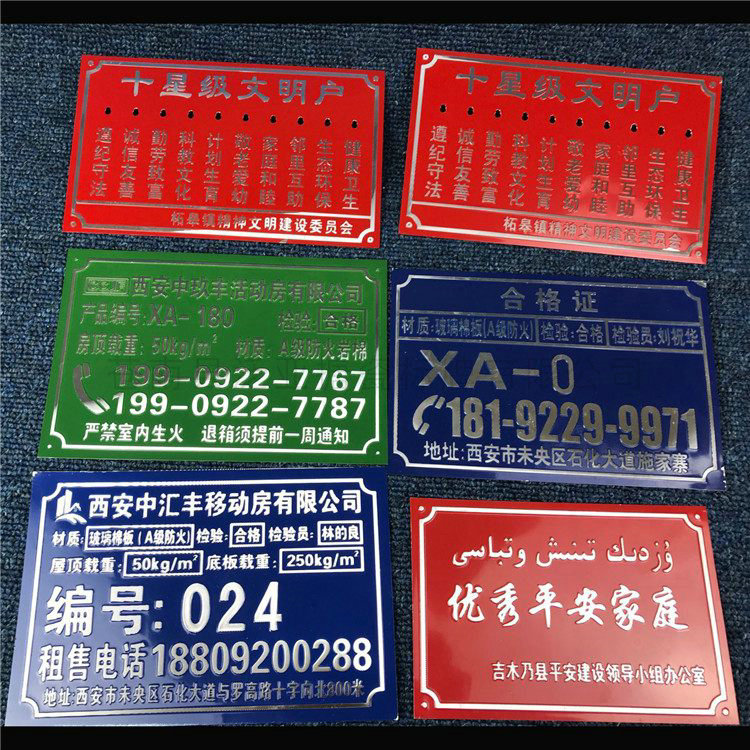 十星级文明户
遵纪守法 诚信友善 勤劳致富 科教文化 计划生育 敬老爱幼 家庭和睦 邻里互助 生态环保 健康卫生
柘皋镇精神文明建设委员会
十星级文明户
遵纪守法 诚信友善 勤劳致富 科教文化 计划生育 敬老爱幼 家庭和睦 邻里互助 生态环保 健康卫生
柘皋镇精神文明建设委员会
西安中玖丰活动房有限公司
产品编号:XA-180 检验: 合格
房顶载重: 50kg/m² 材质: A级防火岩棉
199-0922-7767
199-0922-7787
严禁室内生火 退箱须提前一周通知
合格证
材质:玻璃棉板(A级防火) 检验:合格 检验员:刘祝华
XA-0
181-9229-9971
地址:西安市未央区石化大道施家寨
西安中汇丰移动房有限公司
材质:玻璃棉板(A级防火) 检验: 合格 检验员: 林的良
屋顶载重: 50kg/m² 底板载重: 250kg/m²
编号: 024
租售电话18809200288
地址:西安市未央区石化大道与罗高路十字向北300米
ٷزدىك تىنىش وتباسى
优秀平安家庭
吉木乃县平安建设领导小组办公室